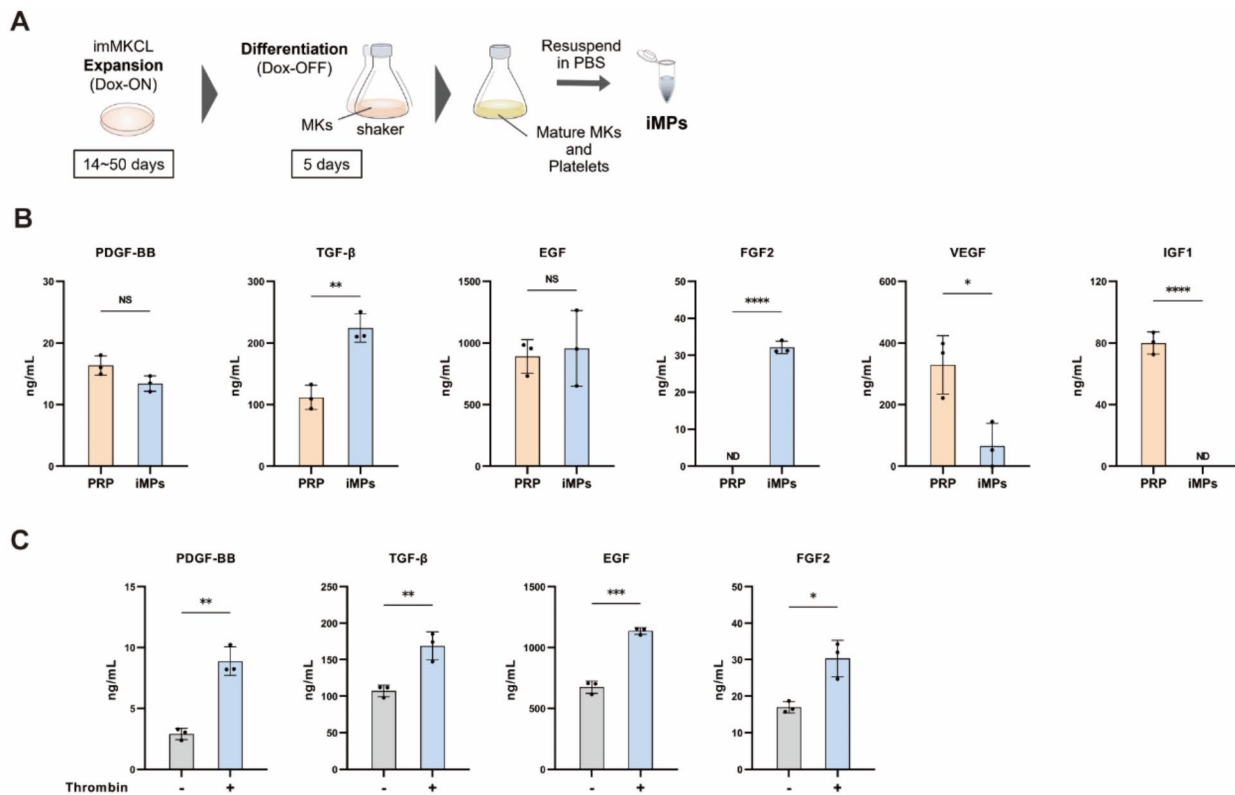 A
imMKCL
Expansion
(Dox-ON)
14~50 days
Differentiation
(Dox-OFF)
MKs
shaker
5 days
Mature MKs
and
Platelets
Resuspend
in PBS
iMPs
B
PDGF-BB
ng/mL
30
20
10
0
NS
PRP iMPs
TGF-β
ng/mL
300
200
100
0
**
PRP iMPs
EGF
ng/mL
1500
1000
500
0
NS
PRP iMPs
FGF2
ng/mL
50
40
30
20
10
0
****
ND
PRP iMPs
VEGF
ng/mL
600
400
200
0
*
PRP iMPs
IGF1
ng/mL
120
80
40
0
****
ND
PRP iMPs
C
PDGF-BB
ng/mL
15
10
5
0
**
Thrombin - +
TGF-β
ng/mL
250
200
150
100
50
0
**
- +
EGF
ng/mL
1500
1000
500
0
***
- +
FGF2
ng/mL
50
40
30
20
10
0
*
- +